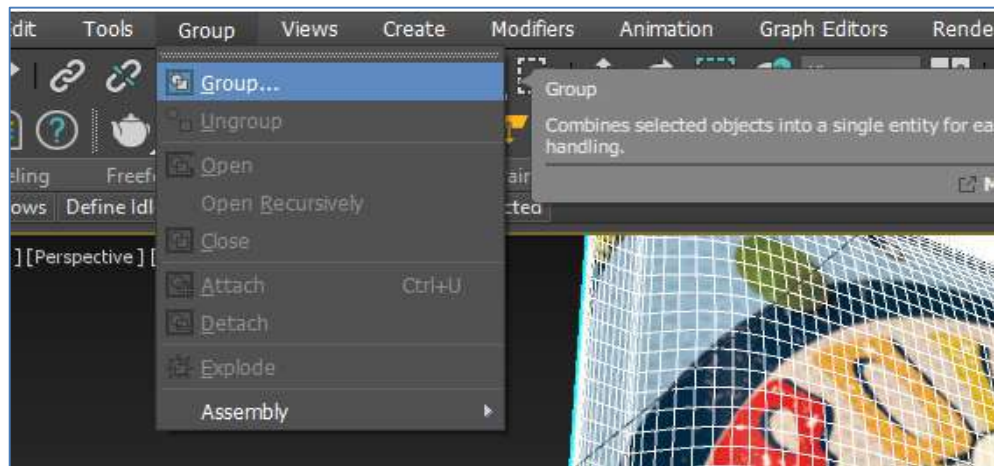 dit Tools Group Views Create Modifiers Animation Graph Editors Rende
Group...
Ungroup
Open
Open Recursively
Close
Attach Ctrl+U
Detach
Explode
Assembly
Group
Combines selected objects into a single entity for ea
handling.
M
eling Freef air
ows Define Idl cted
] [Perspective ] [